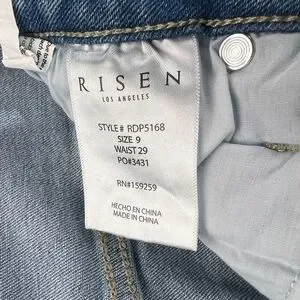 RISEN
LOS ANGELES
STYLE# RDP5168
SIZE 9
WAIST 29
PO#3431
RN#159259
HECHO EN CHINA
MADE IN CHINA